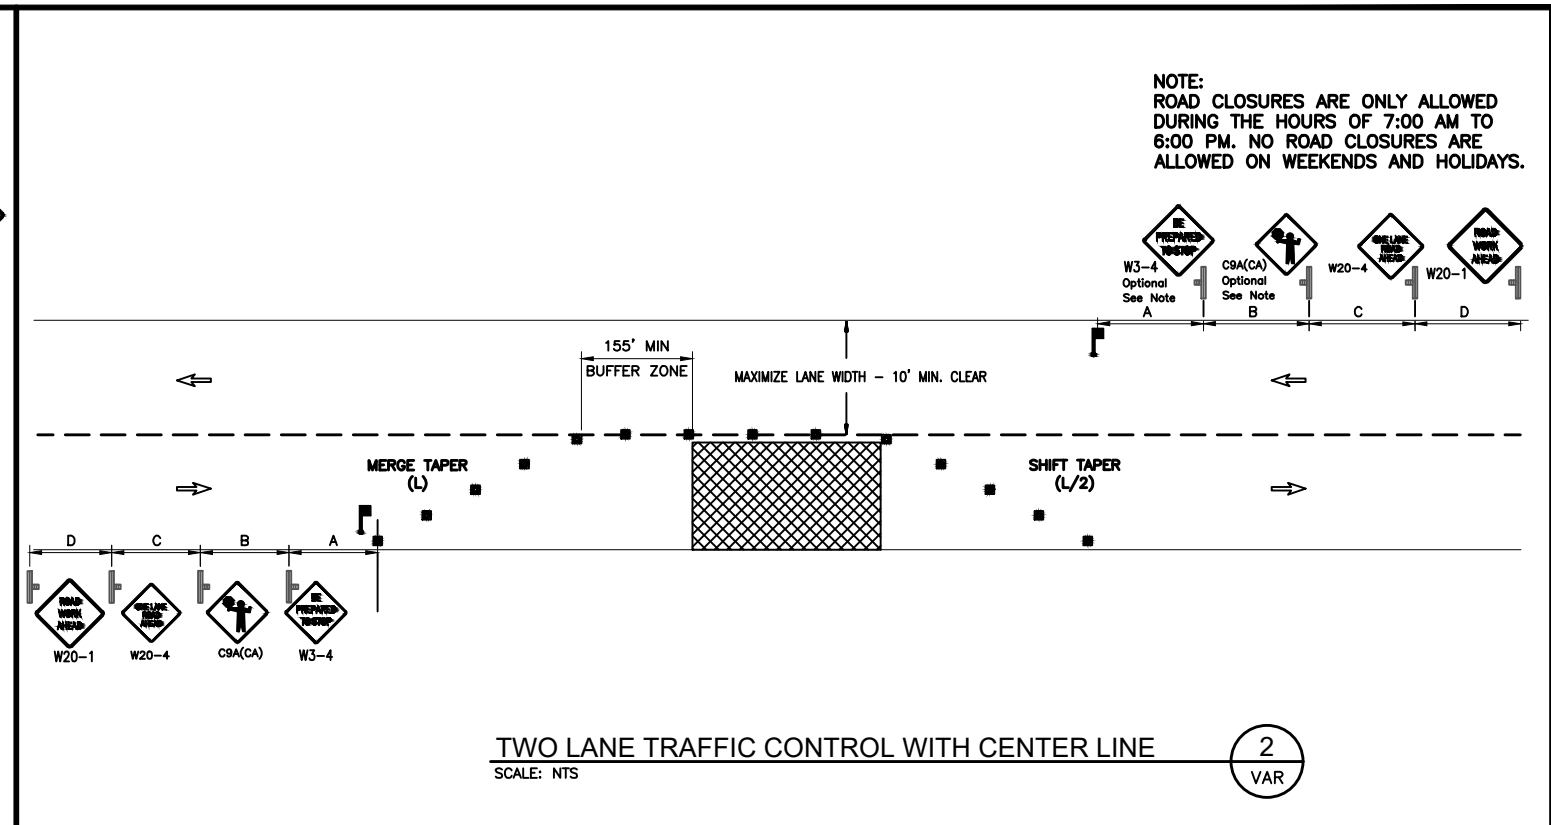 NOTE:
ROAD CLOSURES ARE ONLY ALLOWED
DURING THE HOURS OF 7:00 AM TO
6:00 PM. NO ROAD CLOSURES ARE
ALLOWED ON WEEKENDS AND HOLIDAYS.
BE
PREPARED
TO STOP
ONE LANE
ROAD
AHEAD
ROAD
WORK
AHEAD
W3-4
Optional
See Note
C9A(CA)
Optional
See Note
W20-4
W20-1
A
B
C
D
155' MIN
BUFFER ZONE
MAXIMIZE LANE WIDTH - 10' MIN. CLEAR
MERGE TAPER
(L)
SHIFT TAPER
(L/2)
D
C
B
A
ROAD
WORK
AHEAD
ONE LANE
ROAD
AHEAD
BE
PREPARED
TO STOP
W20-1
W20-4
C9A(CA)
W3-4
TWO LANE TRAFFIC CONTROL WITH CENTER LINE
SCALE: NTS
2
VAR